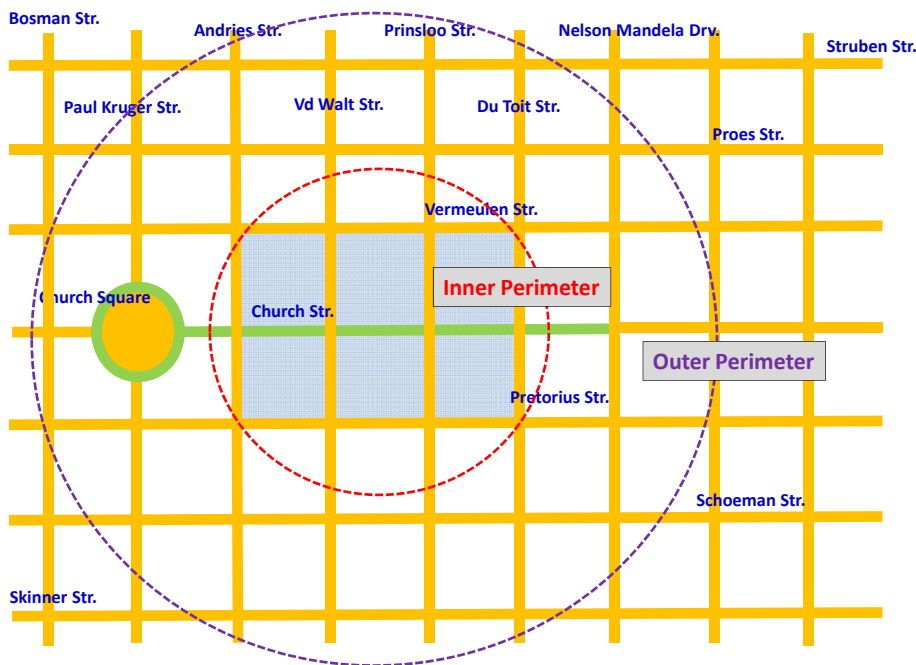 Bosman Str.
Andries Str.
Prinsloo Str.
Nelson Mandela Drv.
Struben Str.
Paul Kruger Str.
Vd Walt Str.
Du Toit Str.
Proes Str.
Vermeulen Str.
Church Square
Inner Perimeter
Church Str.
Outer Perimeter
Pretorius Str.
Schoeman Str.
Skinner Str.